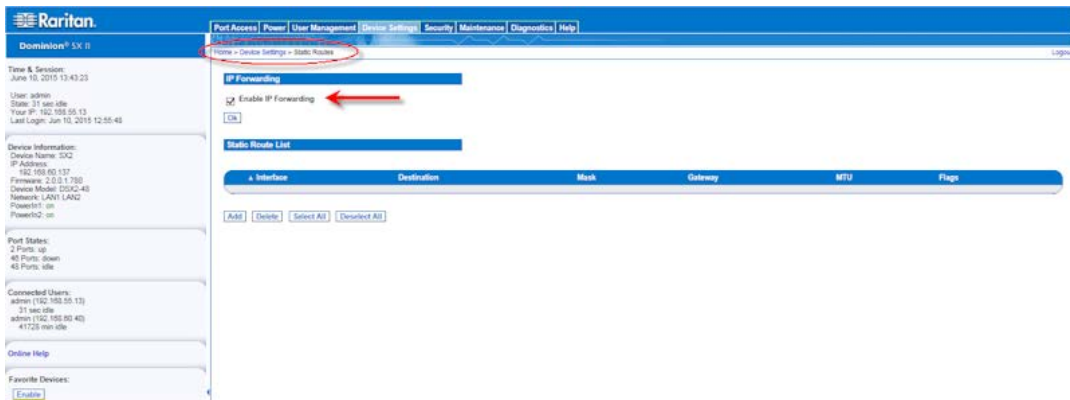 Raritan.
Port Access Power User Management Device Settings Security Maintenance Diagnostics Help
Dominion® SX II
Home > Device Settings > Static Routes
Logout
Time & Session:
June 10, 2015 13:43:23
User: admin
State: 31 sec idle
Your IP: 192.168.55.13
Last Login: Jun 10, 2015 12:55:48
Device Information:
Device Name: SX2
IP Address:
192.168.60.137
Firmware: 2.0.0.1.780
Device Model: DSX2-48
Network: LAN1 LAN2
PowerIn1: on
PowerIn2: on
Port States:
2 Ports: up
46 Ports: down
48 Ports: idle
Connected Users:
admin (192.168.55.13)
31 sec idle
admin (192.168.60.40)
41728 min idle
Online Help
Favorite Devices:
Enable
IP Forwarding
Enable IP Forwarding
Ok
Static Route List
▲ Interface Destination Mask Gateway MTU Flags
Add Delete Select All Deselect All